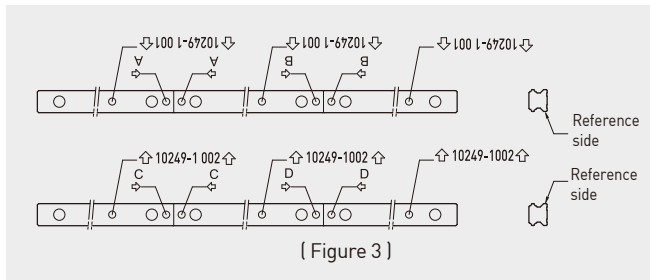 ⇩ 10249-1 001 ⇩ ⇩ 10249-1 001 ⇩ ⇩ 10249-1 001 ⇩
A A B B
Reference
side
⇧ 10249-1 002 ⇧ ⇧ 10249-1002 ⇧ ⇧ 10249-1002 ⇧
C C D D
Reference
side
( Figure 3 )